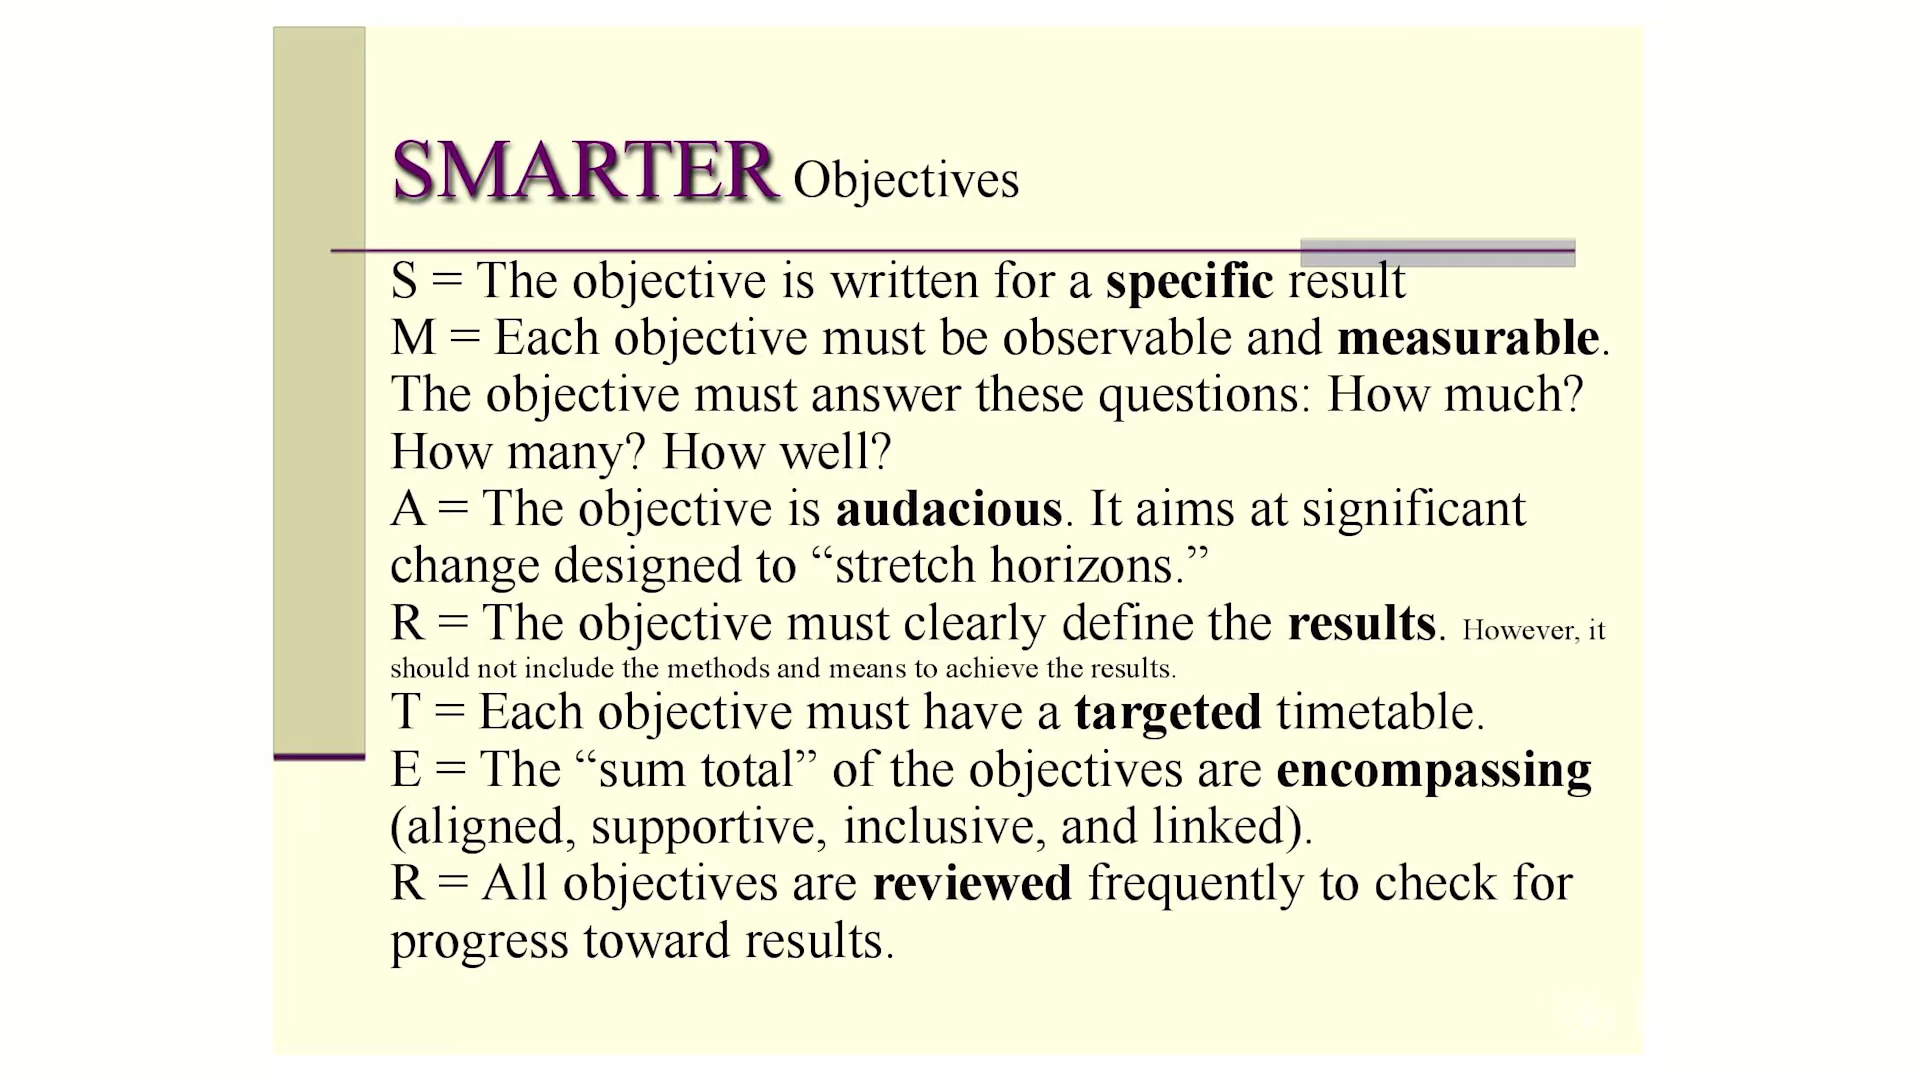 SMARTER Objectives
S = The objective is written for a specific result
M = Each objective must be observable and measurable.
The objective must answer these questions: How much?
How many? How well?
A = The objective is audacious. It aims at significant
change designed to “stretch horizons.”
R = The objective must clearly define the results. However, it
should not include the methods and means to achieve the results.
T = Each objective must have a targeted timetable.
E = The “sum total” of the objectives are encompassing
(aligned, supportive, inclusive, and linked).
R = All objectives are reviewed frequently to check for
progress toward results.